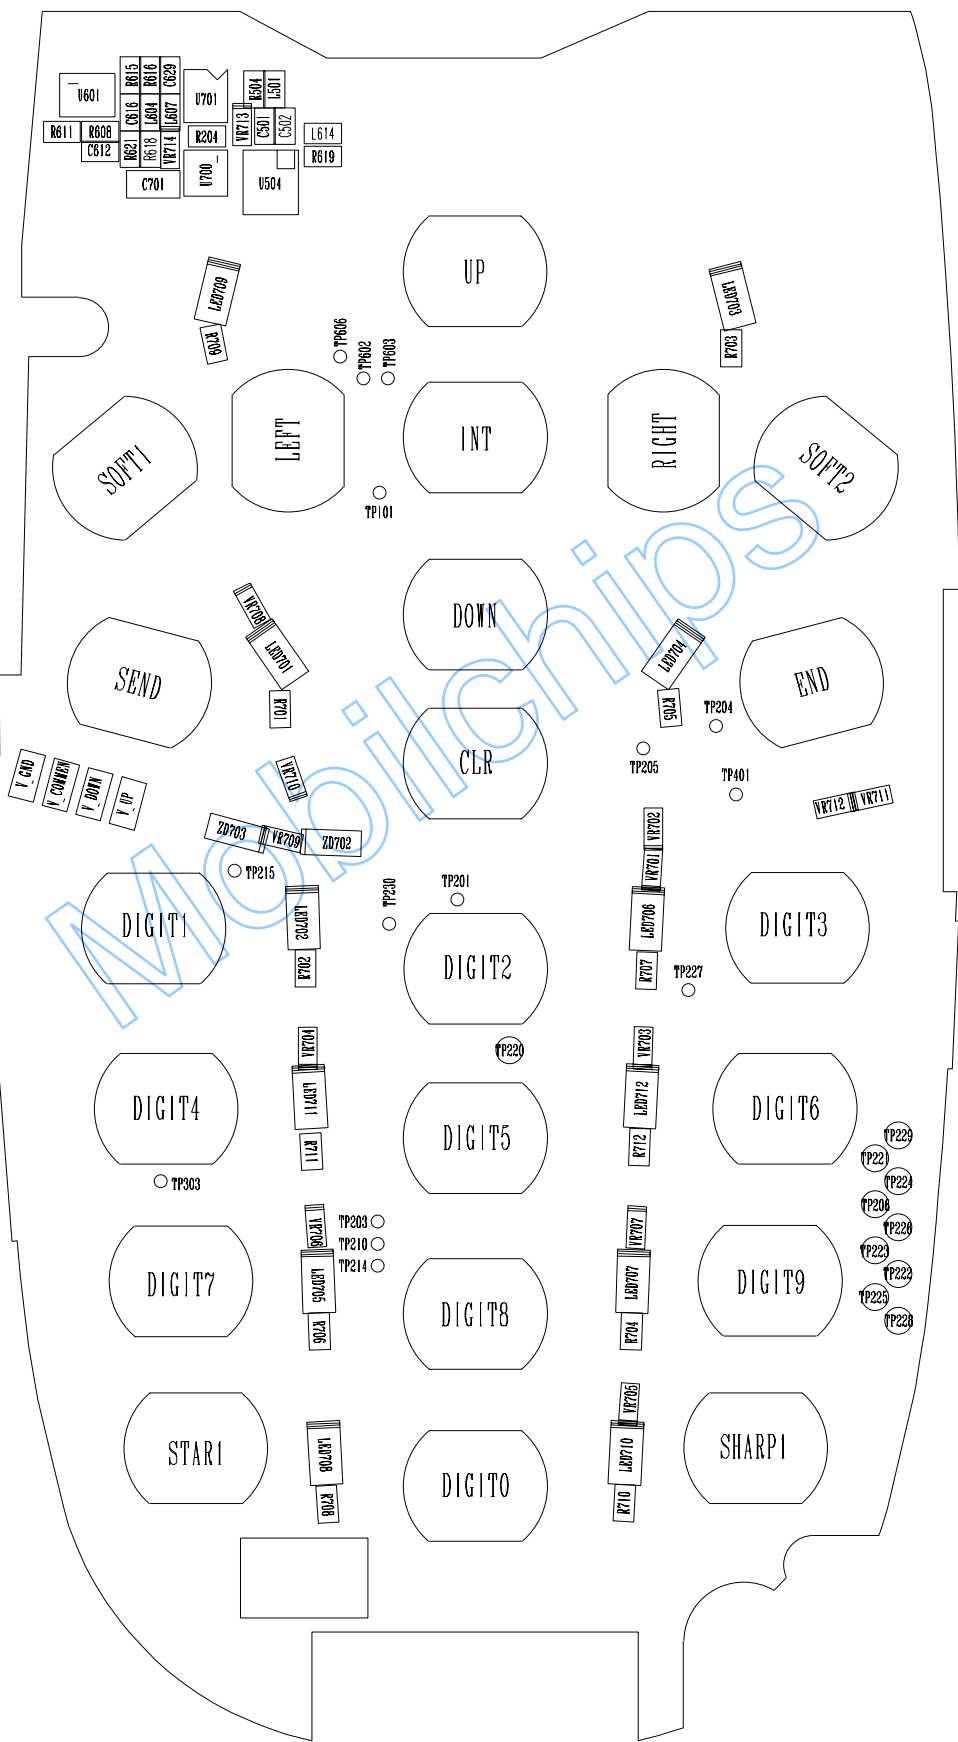 R615
R616
C629
U601
U701
R504
L501
C616
L604
L607
R611
R608
C612
R204
VR713
C501
C502
L614
R621
R618
VR714
R619
C701
U700
U504
UP
LED709
LED703
R709
TP606
TP602
TP603
R703
LEFT
INT
RIGHT
SOFT1
SOFT2
TP101
Mobilchips
VR708
DOWN
LED701
LED704
SEND
END
R701
R705
TP204
CLR
TP205
V_GND
V_COMMEN
V_DOWN
V_UP
VR710
TP401
VR712
VR711
ZD703
VR709
ZD702
VR702
VR701
TP215
TP230
TP201
DIGIT1
LED702
LED706
DIGIT3
R702
DIGIT2
R707
TP227
VR704
TP220
VR703
DIGIT4
LED711
LED712
DIGIT6
R711
DIGIT5
R712
TP229
TP221
TP303
TP224
TP206
VR706
TP203
VR707
TP226
TP210
TP223
TP214
TP222
DIGIT7
LED705
LED707
DIGIT9
TP225
R706
DIGIT8
R704
TP228
VR705
STAR1
LED708
LED710
SHARP1
R708
DIGIT0
R710